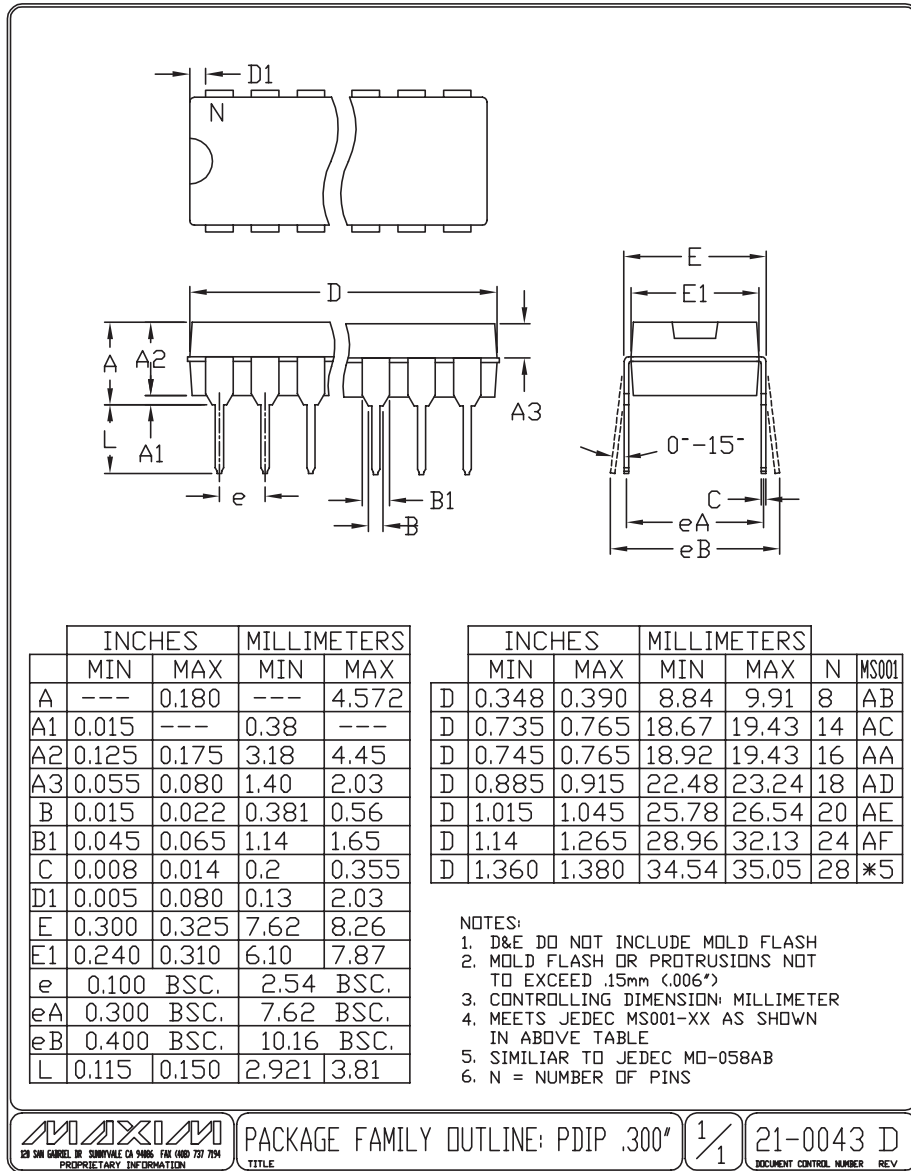 D1
N
D
E
E1
A
A2
A3
L
A1
0°-15°
e
B1
B
C
eA
eB
INCHES MILLIMETERS
MIN MAX MIN MAX
A --- 0.180 --- 4.572
A1 0.015 --- 0.38 ---
A2 0.125 0.175 3.18 4.45
A3 0.055 0.080 1.40 2.03
B 0.015 0.022 0.381 0.56
B1 0.045 0.065 1.14 1.65
C 0.008 0.014 0.2 0.355
D1 0.005 0.080 0.13 2.03
E 0.300 0.325 7.62 8.26
E1 0.240 0.310 6.10 7.87
e 0.100 BSC. 2.54 BSC.
eA 0.300 BSC. 7.62 BSC.
eB 0.400 BSC. 10.16 BSC.
L 0.115 0.150 2.921 3.81
INCHES MILLIMETERS
MIN MAX MIN MAX N MS001
D 0.348 0.390 8.84 9.91 8 AB
D 0.735 0.765 18.67 19.43 14 AC
D 0.745 0.765 18.92 19.43 16 AA
D 0.885 0.915 22.48 23.24 18 AD
D 1.015 1.045 25.78 26.54 20 AE
D 1.14 1.265 28.96 32.13 24 AF
D 1.360 1.380 34.54 35.05 28 *5
NOTES:
1. D&E DO NOT INCLUDE MOLD FLASH
2. MOLD FLASH OR PROTRUSIONS NOT
TO EXCEED .15mm (.006")
3. CONTROLLING DIMENSION: MILLIMETER
4. MEETS JEDEC MS001-XX AS SHOWN
IN ABOVE TABLE
5. SIMILIAR TO JEDEC MO-058AB
6. N = NUMBER OF PINS
MAXIM
120 SAN GABRIEL DR SUNNYVALE CA 94086 FAX (408) 737 7194
PROPRIETARY INFORMATION
PACKAGE FAMILY OUTLINE: PDIP .300"
TITLE
1/1
21-0043 D
DOCUMENT CONTROL NUMBER REV